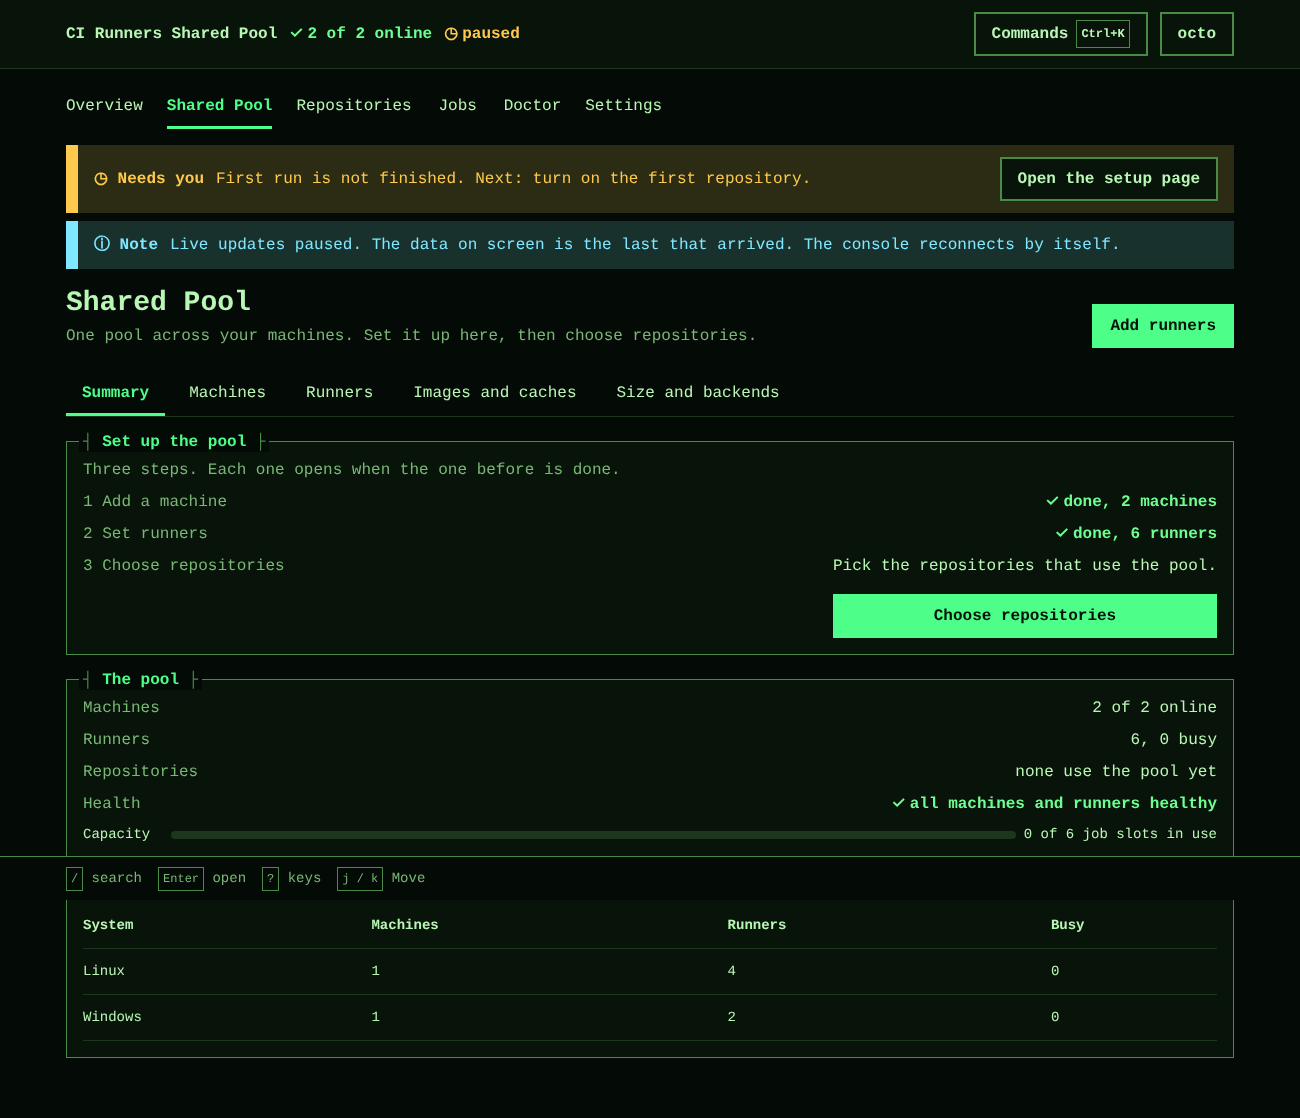 CI Runners Shared Pool ✓ 2 of 2 online ◷ paused Commands Ctrl+K octo
Overview Shared Pool Repositories Jobs Doctor Settings
◷ Needs you First run is not finished. Next: turn on the first repository. Open the setup page
ⓘ Note Live updates paused. The data on screen is the last that arrived. The console reconnects by itself.
Shared Pool
One pool across your machines. Set it up here, then choose repositories.
Add runners
Summary Machines Runners Images and caches Size and backends
┤ Set up the pool ├
Three steps. Each one opens when the one before is done.
1 Add a machine ✓ done, 2 machines
2 Set runners ✓ done, 6 runners
3 Choose repositories Pick the repositories that use the pool.
Choose repositories
┤ The pool ├
Machines 2 of 2 online
Runners 6, 0 busy
Repositories none use the pool yet
Health ✓ all machines and runners healthy
Capacity 0 of 6 job slots in use
/ search Enter open ? keys j / k Move
System Machines Runners Busy
Linux 1 4 0
Windows 1 2 0